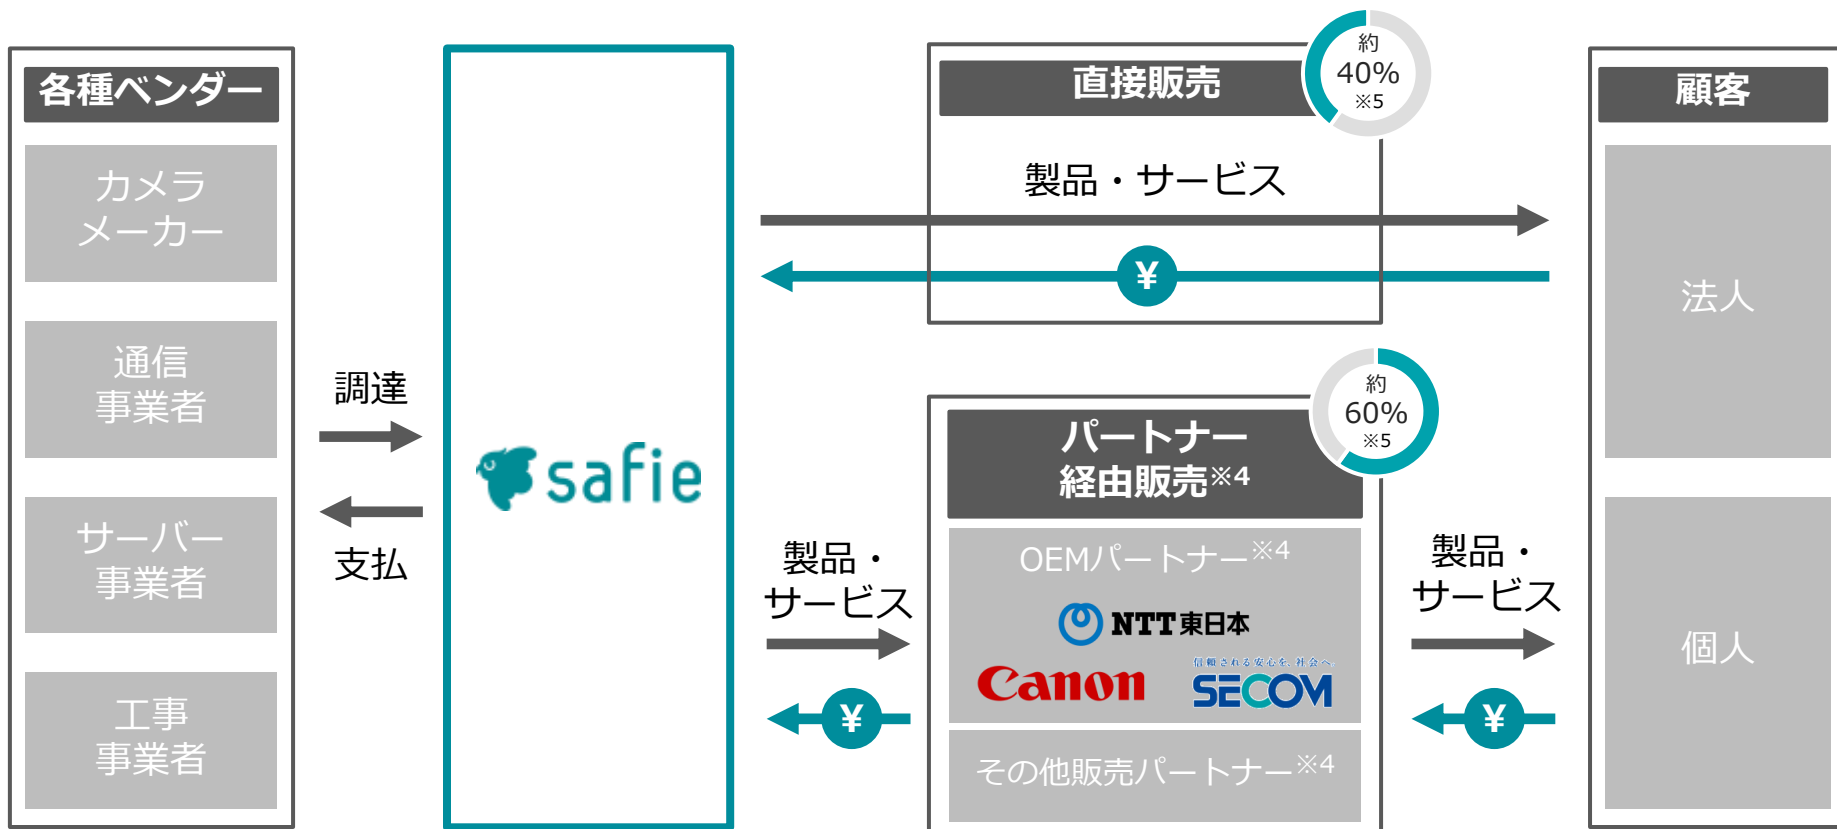 各種ベンダー
カメラ
メーカー
通信
事業者
サーバー
事業者
工事
事業者
調達
支払
safie
直接販売
約
40%
※5
製品・サービス
¥
パートナー
経由販売※4
約
60%
※5
OEMパートナー※4
NTT東日本
Canon
信頼される安心を、社会へ。
SECOM
その他販売パートナー※4
製品・
サービス
¥
製品・
サービス
¥
顧客
法人
個人